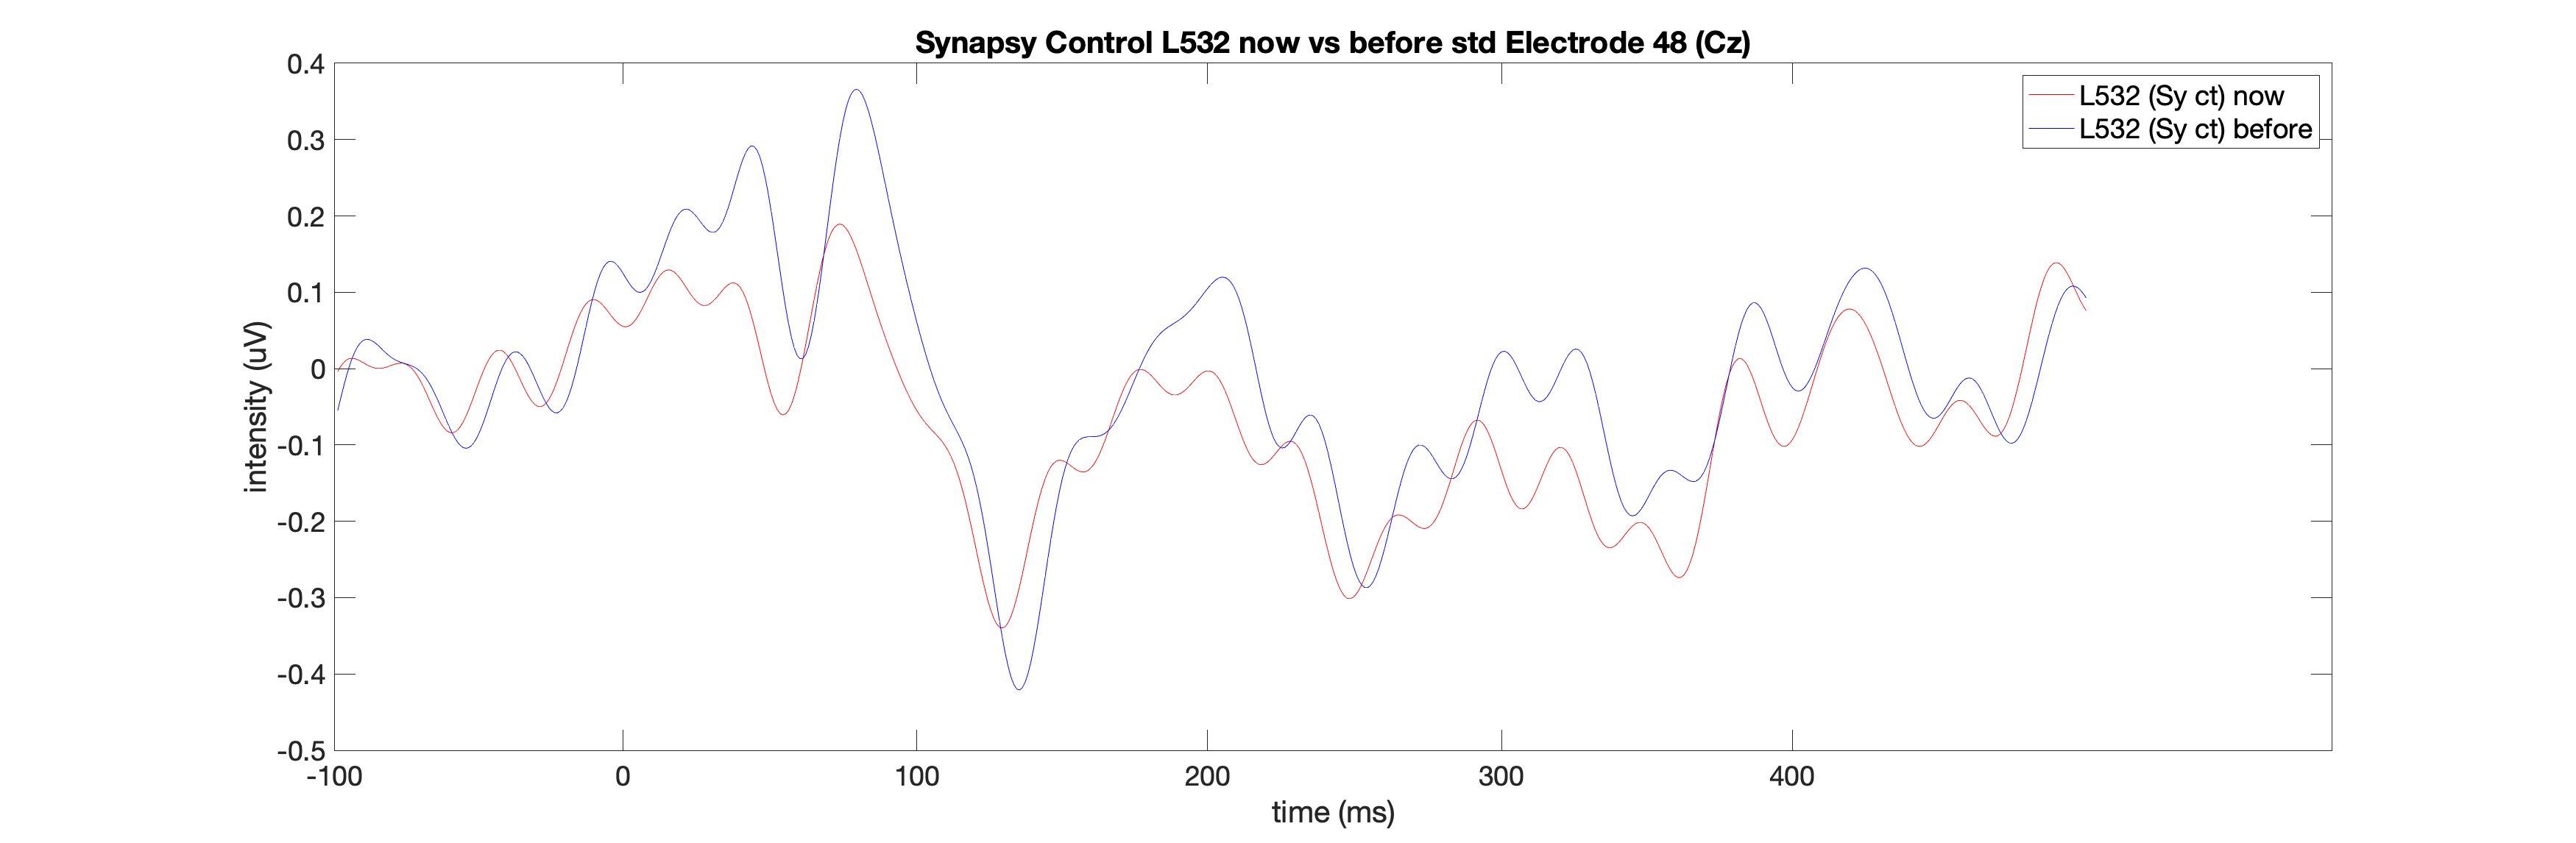 Synapsy Control L532 now vs before std Electrode 48 (Cz)
L532 (Sy ct) now
L532 (Sy ct) before
intensity (uV)
0.4
0.3
0.2
0.1
0
-0.1
-0.2
-0.3
-0.4
-0.5
-100 0 100 200 300 400
time (ms)